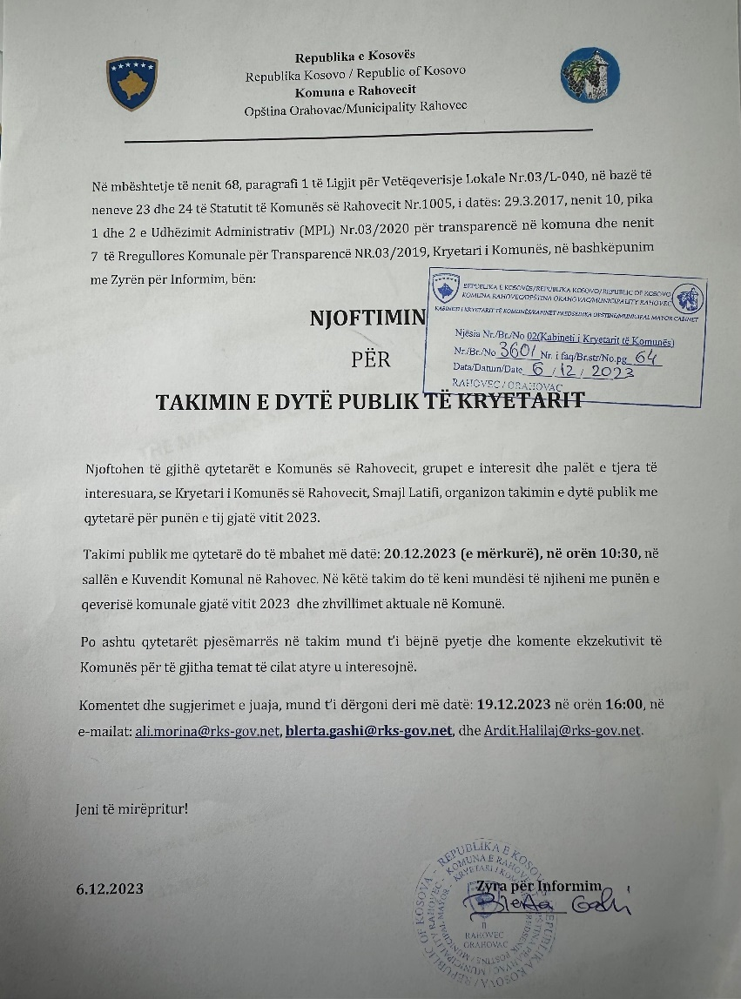 Republika e Kosovës
Republika Kosovo / Republic of Kosovo
Komuna e Rahovecit
Opština Orahovac/Municipality Rahovec
Në mbështetje të nenit 68, paragrafi 1 të Ligjit për Vetëqeverisje Lokale Nr.03/L-040, në bazë të
neneve 23 dhe 24 të Statutit të Komunës së Rahovecit Nr.1005, i datës: 29.3.2017, nenit 10, pika
1 dhe 2 e Udhëzimit Administrativ (MPL) Nr.03/2020 për transparencë në komuna dhe nenit
7 të Rregullores Komunale për Transparencë NR.03/2019, Kryetari i Komunës, në bashkëpunim
me Zyrën për Informim, bën:
REPUBLIKA E KOSOVËS/REPUBLIKA KOSOVO/REPUBLIC OF KOSOVO
KOMUNA RAHOVEC/OPŠTINA ORAHOVAC/MUNICIPALITY RAHOVEC
KABINETI I KRYETARIT TË KOMUNËS/KABINET PREDSEDNIKA OPŠTINE/MUNICIPAL MAYOR CABINET
Njësia Nr./Br./No 02(Kabineti i Kryetarit të Komunës)
Nr./Br./No 3601 Nr. i faq/Br.str/No.pg 64
Data/Datum/Date 6 / 12 / 2023
RAHOVEC / ORAHOVAC
NJOFTIMIN
PËR
TAKIMIN E DYTË PUBLIK TË KRYETARIT
Njoftohen të gjithë qytetarët e Komunës së Rahovecit, grupet e interesit dhe palët e tjera të
interesuara, se Kryetari i Komunës së Rahovecit, Smajl Latifi, organizon takimin e dytë publik me
qytetarë për punën e tij gjatë vitit 2023.
Takimi publik me qytetarë do të mbahet më datë: 20.12.2023 (e mërkurë), në orën 10:30, në
sallën e Kuvendit Komunal në Rahovec. Në këtë takim do të keni mundësi të njiheni me punën e
qeverisë komunale gjatë vitit 2023 dhe zhvillimet aktuale në Komunë.
Po ashtu qytetarët pjesëmarrës në takim mund t'i bëjnë pyetje dhe komente ekzekutivit të
Komunës për të gjitha temat të cilat atyre u interesojnë.
Komentet dhe sugjerimet e juaja, mund t'i dërgoni deri më datë: 19.12.2023 në orën 16:00, në
e-mailat: ali.morina@rks-gov.net, blerta.gashi@rks-gov.net, dhe Ardit.Halilaj@rks-gov.net.
Jeni të mirëpritur!
6.12.2023
Zyra për Informim
Blerta Gashi
RAHOVEC
ORAHOVAC